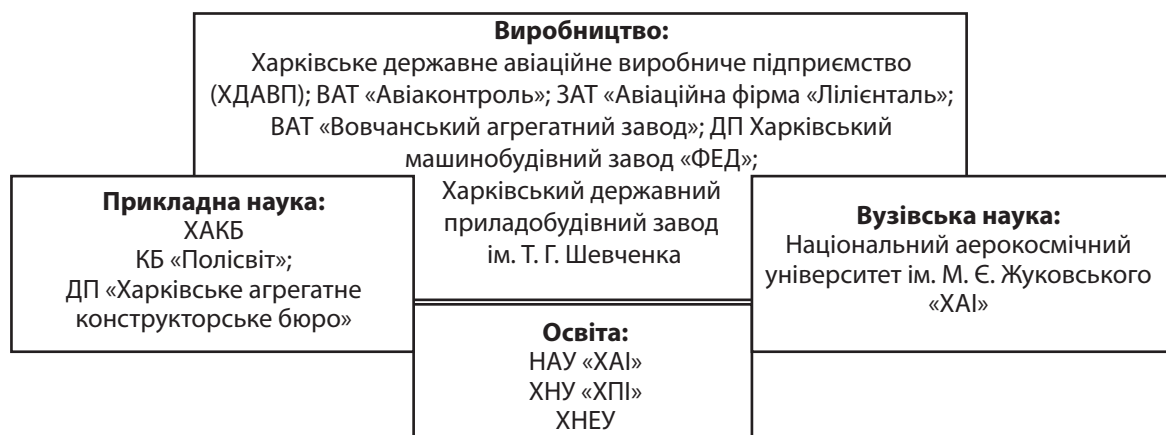 Виробництво:
Харківське державне авіаційне виробниче підприємство
(ХДАВП); ВАТ «Авіаконтроль»; ЗАТ «Авіаційна фірма «Лілієнталь»;
ВАТ «Вовчанський агрегатний завод»; ДП Харківський
машинобудівний завод «ФЕД»;
Харківський державний
приладобудівний завод
ім. Т. Г. Шевченка
Прикладна наука:
ХАКБ
КБ «Полісвіт»;
ДП «Харківське агрегатне
конструкторське бюро»
Вузівська наука:
Національний аерокосмічний
університет ім. М. Є. Жуковського
«ХАІ»
Освіта:
НАУ «ХАІ»
ХНУ «ХПІ»
ХНЕУ